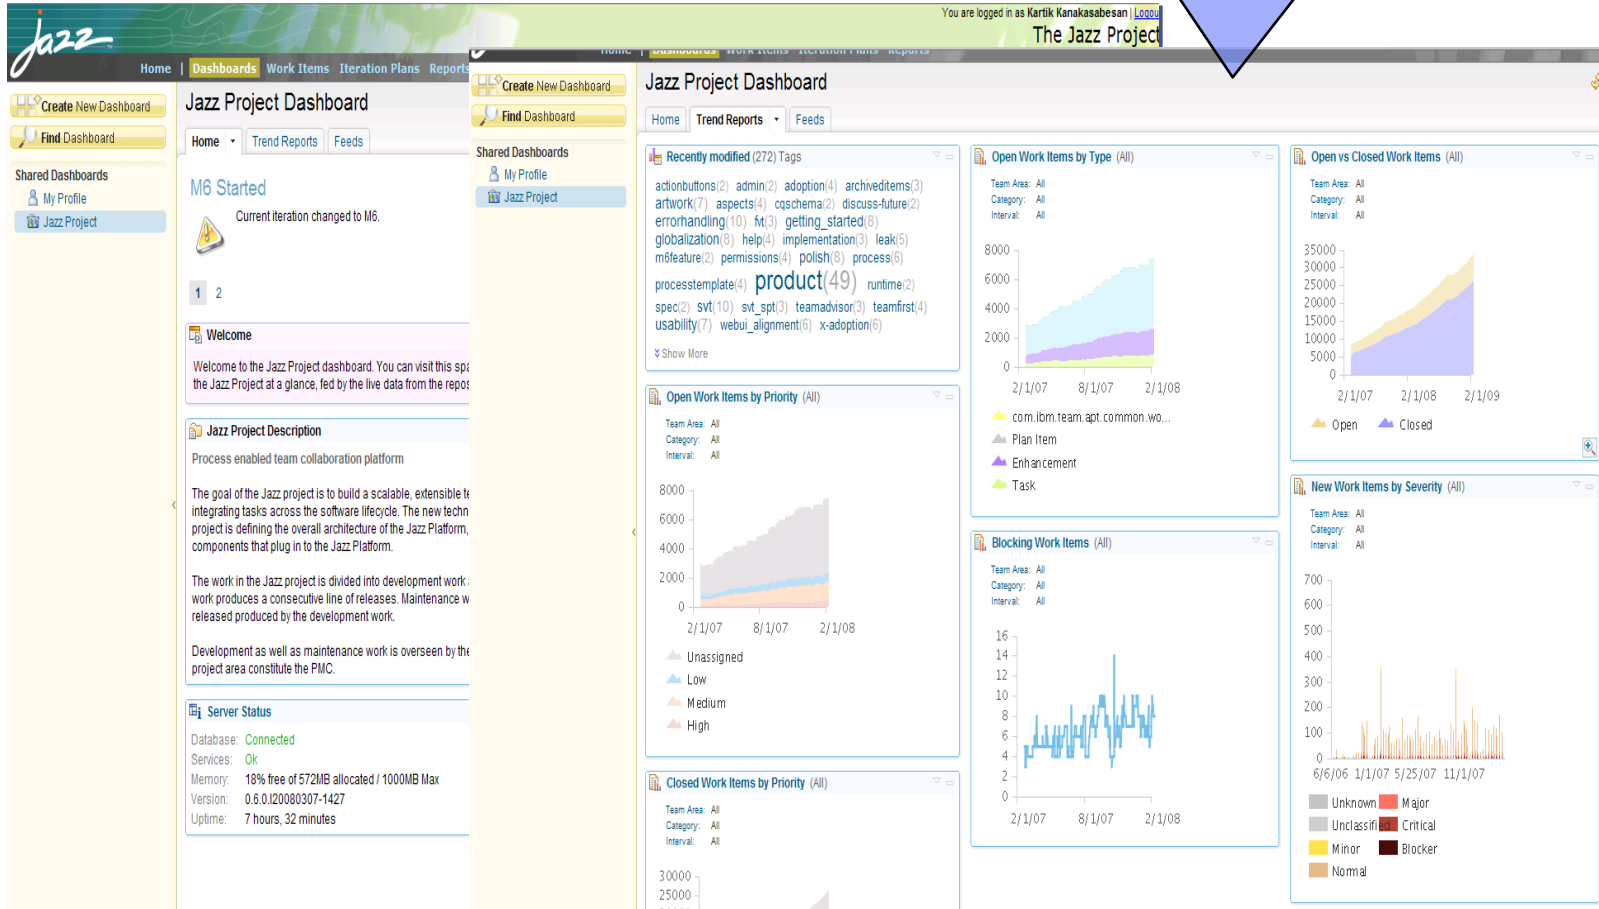 You are logged in as Kartik Kanakasabesan | Logou
jazz
The Jazz Project
Home | Dashboards Work Items Iteration Plans Reports
Create New Dashboard
Find Dashboard
Shared Dashboards
My Profile
Jazz Project
Jazz Project Dashboard
Home Trend Reports Feeds
M6 Started
Current iteration changed to M6.
1 2
Welcome
Welcome to the Jazz Project dashboard. You can visit this spa
the Jazz Project at a glance, fed by the live data from the repos
Jazz Project Description
Process enabled team collaboration platform
The goal of the Jazz project is to build a scalable, extensible te
integrating tasks across the software lifecycle. The new techn
project is defining the overall architecture of the Jazz Platform,
components that plug in to the Jazz Platform.
The work in the Jazz project is divided into development work
work produces a consecutive line of releases. Maintenance w
released produced by the development work.
Development as well as maintenance work is overseen by the
project area constitute the PMC.
Server Status
Database: Connected
Services: Ok
Memory: 18% free of 572MB allocated / 1000MB Max
Version: 0.6.0.I20080307-1427
Uptime: 7 hours, 32 minutes
Home | Dashboards Work Items Iteration Plans Reports
Create New Dashboard
Find Dashboard
Shared Dashboards
My Profile
Jazz Project
Jazz Project Dashboard
Home Trend Reports Feeds
Recently modified (272) Tags
actionbuttons(2) admin(2) adoption(4) archiveditems(3)
artwork(7) aspects(4) cqschema(2) discuss-future(2)
errorhandling(10) fvt(3) getting_started(8)
globalization(8) help(4) implementation(3) leak(5)
m6feature(2) permissions(4) polish(8) process(6)
processtemplate(4) product(49) runtime(2)
spec(2) svt(10) svt_spt(3) teamadvisor(3) teamfirst(4)
usability(7) webui_alignment(6) x-adoption(6)
Show More
Open Work Items by Priority (All)
Team Area: All
Category: All
Interval: All
8000
6000
4000
2000
0
2/1/07 8/1/07 2/1/08
Unassigned
Low
Medium
High
Closed Work Items by Priority (All)
Team Area: All
Category: All
Interval: All
30000
25000
Open Work Items by Type (All)
Team Area: All
Category: All
Interval: All
8000
6000
4000
2000
0
2/1/07 8/1/07 2/1/08
com.ibm.team.apt.common.wo...
Plan Item
Enhancement
Task
Blocking Work Items (All)
Team Area: All
Category: All
Interval: All
16
14
12
10
8
6
4
2
0
2/1/07 8/1/07 2/1/08
Open vs Closed Work Items (All)
Team Area: All
Category: All
Interval: All
35000
30000
25000
20000
15000
10000
5000
0
2/1/07 2/1/08 2/1/09
Open Closed
New Work Items by Severity (All)
Team Area: All
Category: All
Interval: All
700
600
500
400
300
200
100
0
6/6/06 1/1/07 5/25/07 11/1/07
Unknown Major
Unclassified Critical
Minor Blocker
Normal